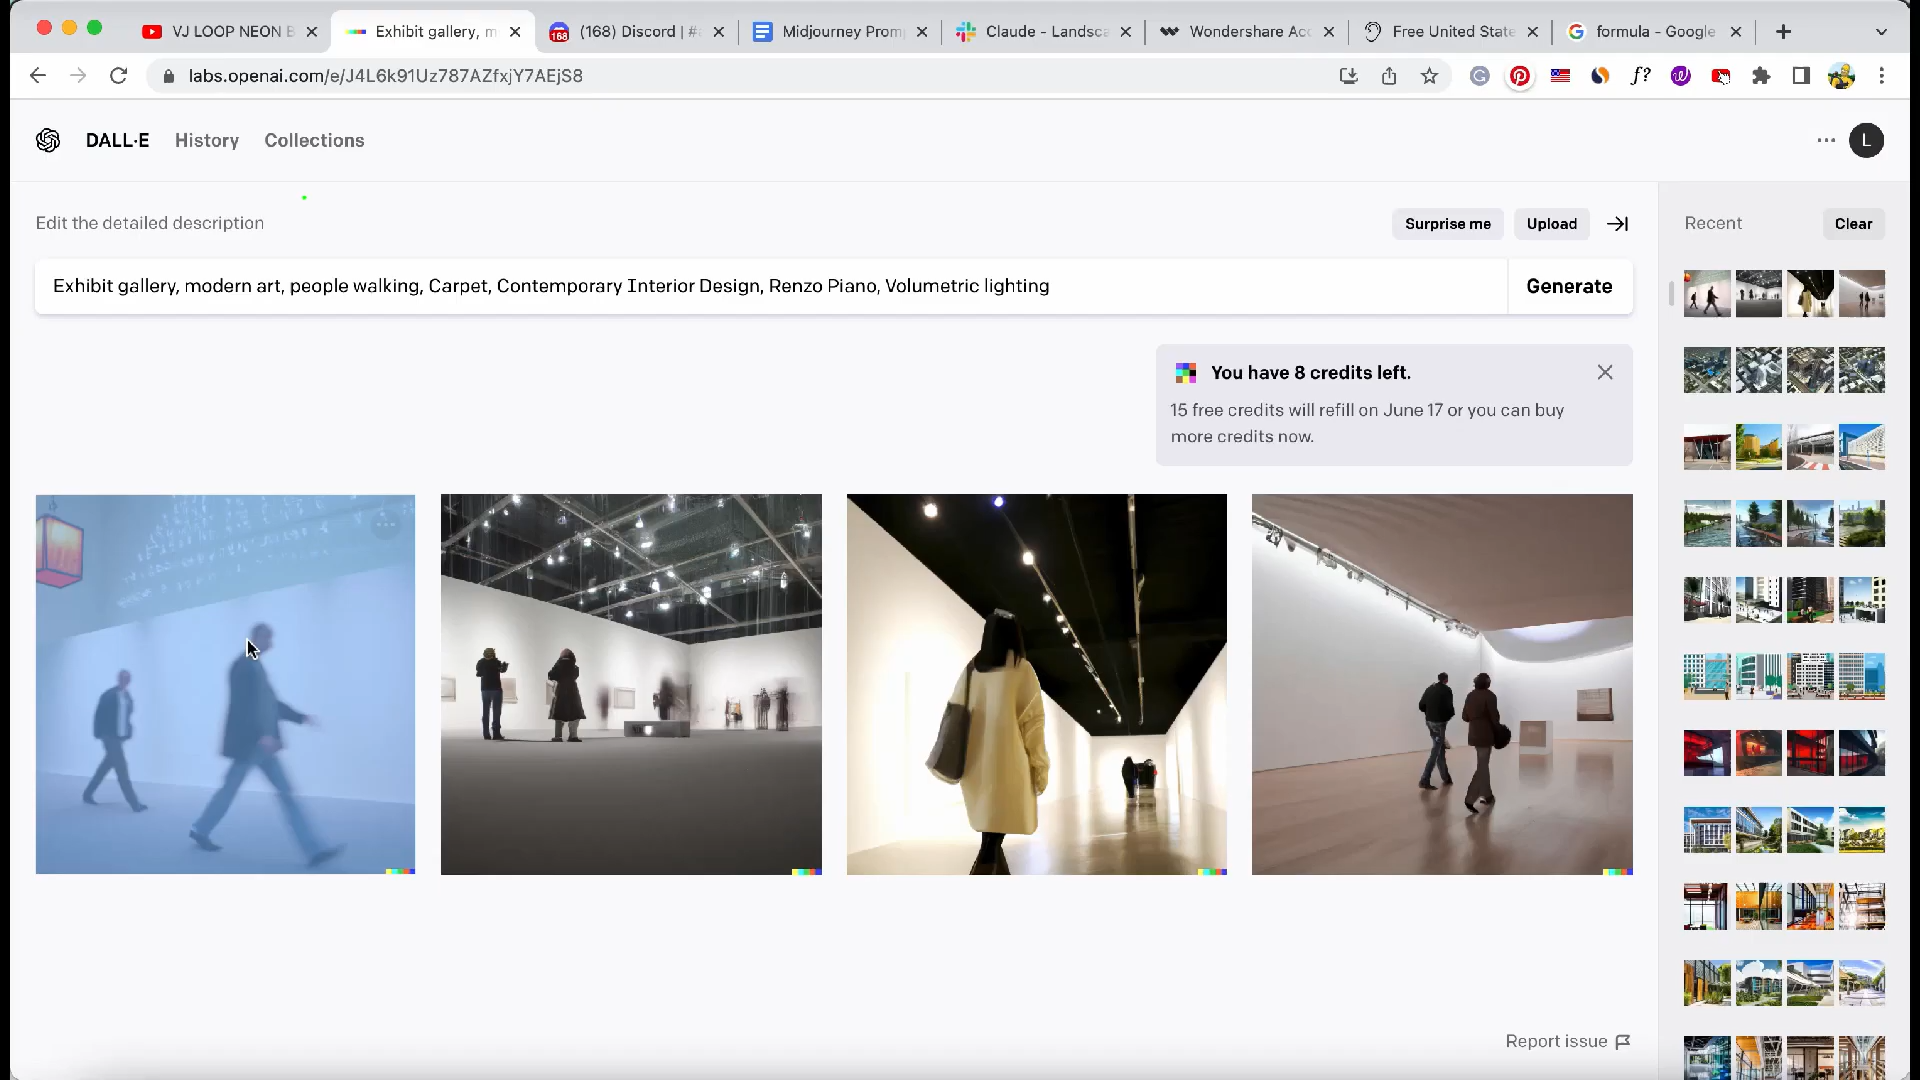 VJ LOOP NEON B
Exhibit gallery, m
(168) Discord | #
Midjourney Prom
Claude - Landsca
Wondershare Acc
Free United State
formula - Google
labs.openai.com/e/J4L6k91Uz787AZfxjY7AEjS8
DALL·E
History
Collections
L
Edit the detailed description
Surprise me
Upload
Recent
Clear
Exhibit gallery, modern art, people walking, Carpet, Contemporary Interior Design, Renzo Piano, Volumetric lighting
Generate
You have 8 credits left.
15 free credits will refill on June 17 or you can buy
more credits now.
Report issue